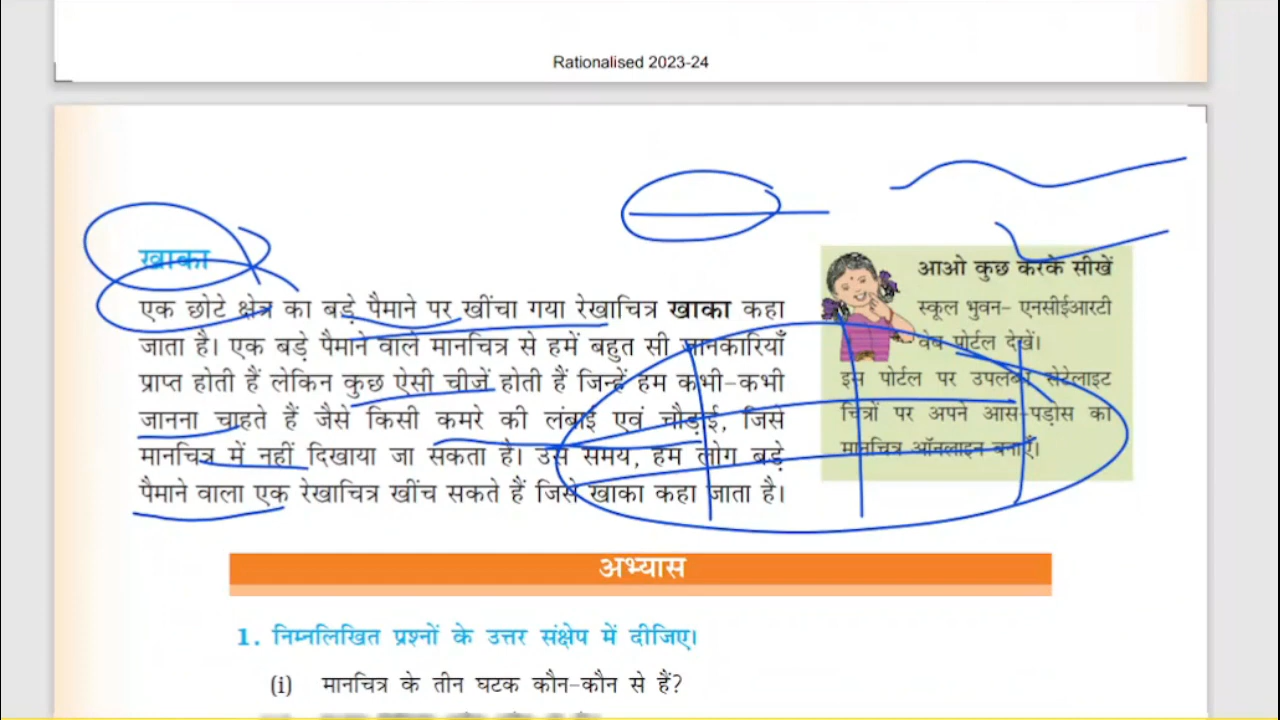 Rationalised 2023-24
खाका
एक छोटे क्षेत्र का बड़े पैमाने पर खींचा गया रेखाचित्र खाका कहा
जाता है। एक बड़े पैमाने वाले मानचित्र से हमें बहुत सी जानकारियाँ
प्राप्त होती हैं लेकिन कुछ ऐसी चीजें होती हैं जिन्हें हम कभी-कभी
जानना चाहते हैं जैसे किसी कमरे की लंबाई एवं चौड़ाई, जिसे
मानचित्र में नहीं दिखाया जा सकता है। उस समय, हम लोग बड़े
पैमाने वाला एक रेखाचित्र खींच सकते हैं जिसे खाका कहा जाता है।
आओ कुछ करके सीखें
स्कूल भुवन- एनसीईआरटी
वेब पोर्टल देखें।
इस पोर्टल पर उपलब्ध सेटेलाइट
चित्रों पर अपने आस-पड़ोस का
मानचित्र ऑनलाइन बनाएँ।
अभ्यास
1. निम्नलिखित प्रश्नों के उत्तर संक्षेप में दीजिए।
(i) मानचित्र के तीन घटक कौन-कौन से हैं?